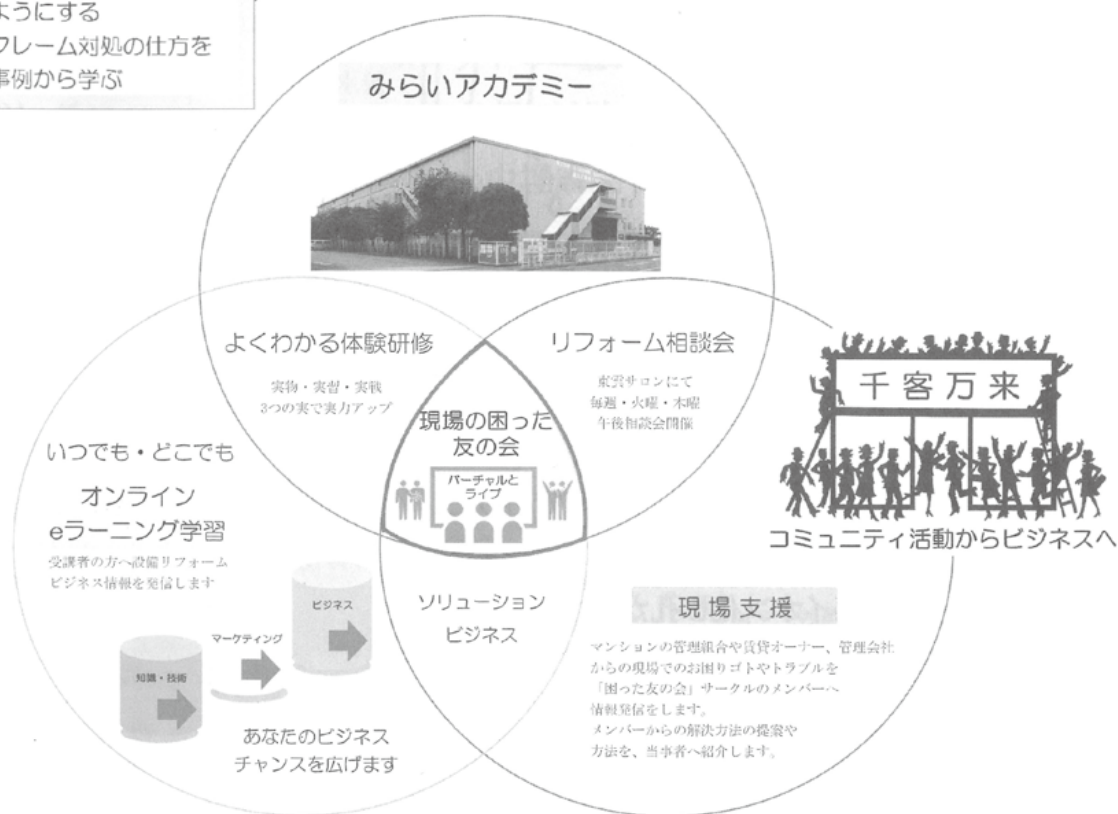 ようにする
フレーム対処の仕方を
事例から学ぶ
みらいアカデミー
よくわかる体験研修
実物・実習・実戦
3つの実で実力アップ
リフォーム相談会
東雲サロンにて
毎週・火曜・木曜
午後相談会開催
現場の困った
友の会
バーチャルと
ライブ
千客万来
コミュニティ活動からビジネスへ
いつでも・どこでも
オンライン
eラーニング学習
受講者の方へ設備リフォーム
ビジネス情報を発信します
知識・技術
マーケティング
ビジネス
あなたのビジネス
チャンスを広げます
ソリューション
ビジネス
現場支援
マンションの管理組合や賃貸オーナー、管理会社
からの現場でのお困りゴトやトラブルを
「困った友の会」サークルのメンバーへ
情報発信をします。
メンバーからの解決方法の提案や
方法を、当事者へ紹介します。